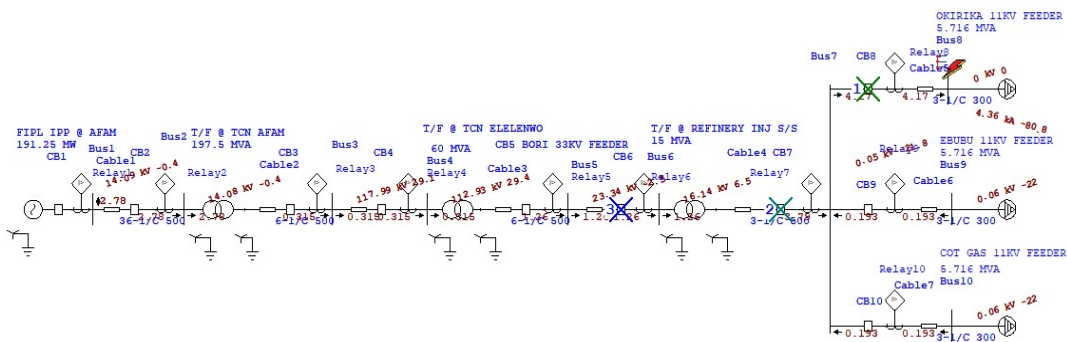 OKIRIKA 11KV FEEDER
5.716 MVA
Bus8
Bus7
CB8
Relay8
Cable5
0 kV 0
1
4.17
3-1/C 300
4.36 kA -80.8
FIPL IPP @ AFAM
191.25 MW
CB1
Bus1
Cable1
Relay1
CB2
Bus2
T/F @ TCN AFAM
197.5 MVA
Relay2
CB3
Cable2
Bus3
Relay3
CB4
T/F @ TCN ELELENWO
60 MVA
Bus4
Relay4
CB5
BORI 33KV FEEDER
Cable3
Bus5
Relay5
CB6
T/F @ REFINERY INJ S/S
15 MVA
Bus6
Relay6
Cable4
CB7
Relay7
EBUBU 11KV FEEDER
5.716 MVA
Bus9
CB9
Cable6
14.09 kV -0.4
14.08 kV -0.4
117.99 kV 29.1
112.93 kV 29.4
16.14 kV 6.5
0.06 kV -22
2.78
36-1/C 500
6-1/C 500
0.315
6-1/C 500
3
2
0.193
0.193
3-1/C 300
COT GAS 11KV FEEDER
5.716 MVA
Bus10
Relay10
Cable7
CB10
0.06 kV -22
0.193
0.193
3-1/C 300